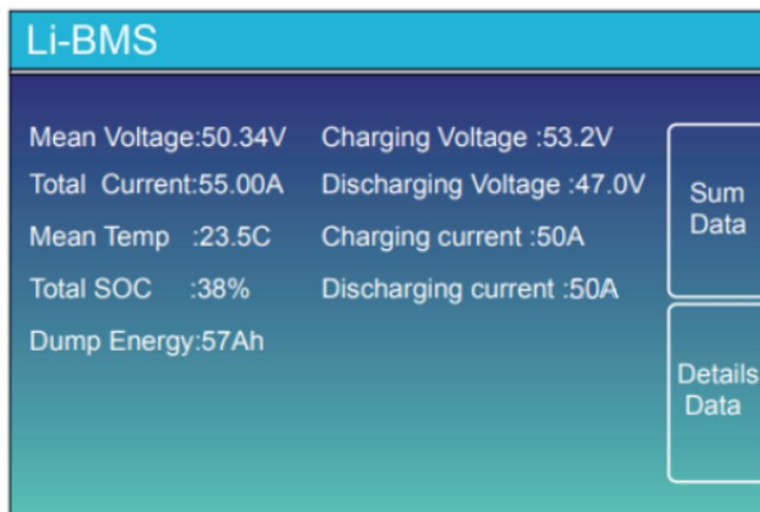 Li-BMS
Mean Voltage:50.34V
Total Current:55.00A
Mean Temp :23.5C
Total SOC :38%
Dump Energy:57Ah
Charging Voltage :53.2V
Discharging Voltage :47.0V
Charging current :50A
Discharging current :50A
Sum
Data
Details
Data